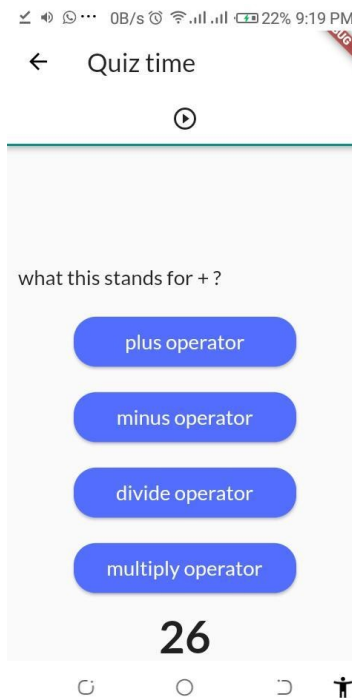 0B/s 22% 9:19 PM
Quiz time
what this stands for + ?
plus operator
minus operator
divide operator
multiply operator
26